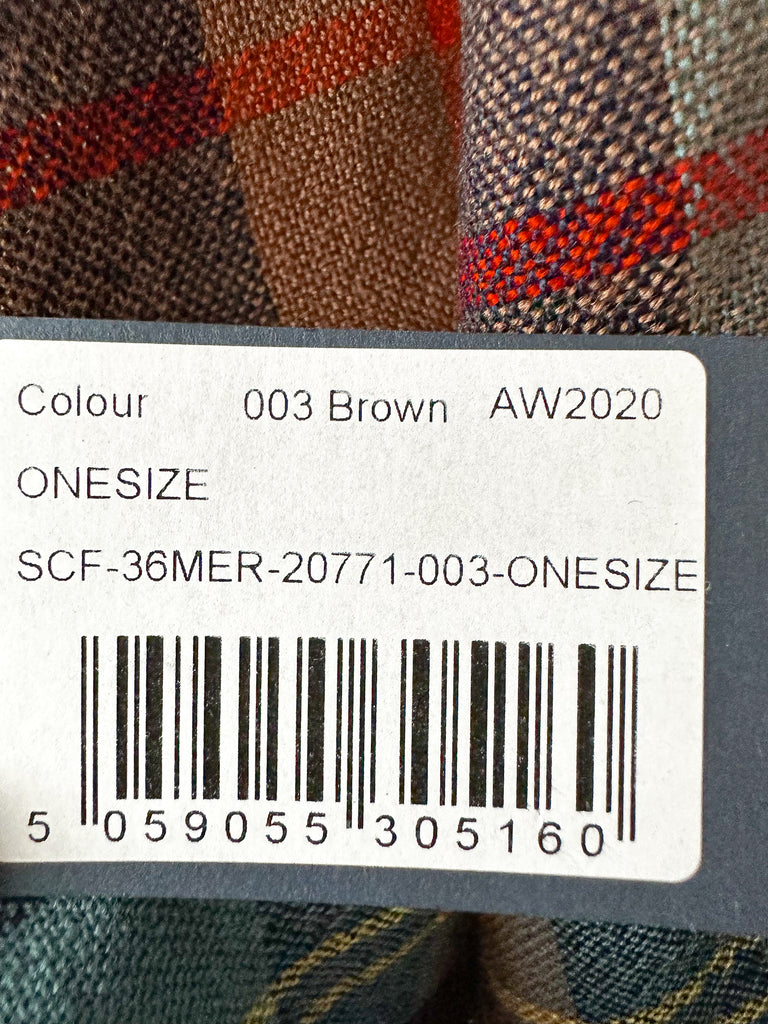 Colour 003 Brown AW2020
ONESIZE
SCF-36MER-20771-003-ONESIZE
5 059055 305160